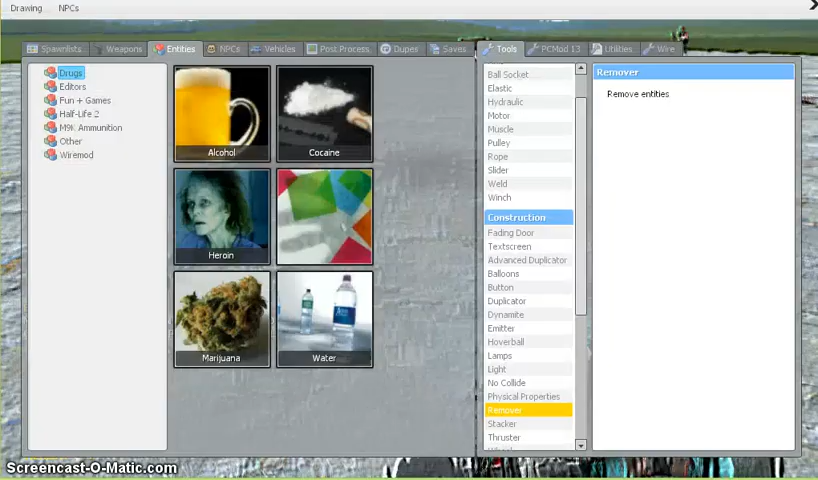 Drawing NPCs
Spawnlists Weapons Entities NPCs Vehicles Post Process Dupes Saves
Tools PCMod 13 Utilities Wire
Drugs
Editors
Fun + Games
Half-Life 2
M9K Ammunition
Other
Wiremod
Alcohol
Cocaine
Heroin
Marijuana
Water
Ball Socket
Elastic
Hydraulic
Motor
Muscle
Pulley
Rope
Slider
Weld
Winch
Construction
Fading Door
Textscreen
Advanced Duplicator
Balloons
Button
Duplicator
Dynamite
Emitter
Hoverball
Lamps
Light
No Collide
Physical Properties
Remover
Stacker
Thruster
Remover
Remove entities
Screencast-O-Matic.com